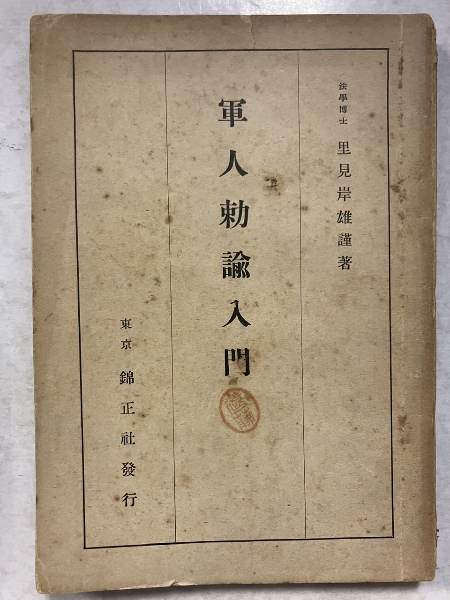 法學博士 里見岸雄謹著
軍人勅諭入門
東京 錦正社發行